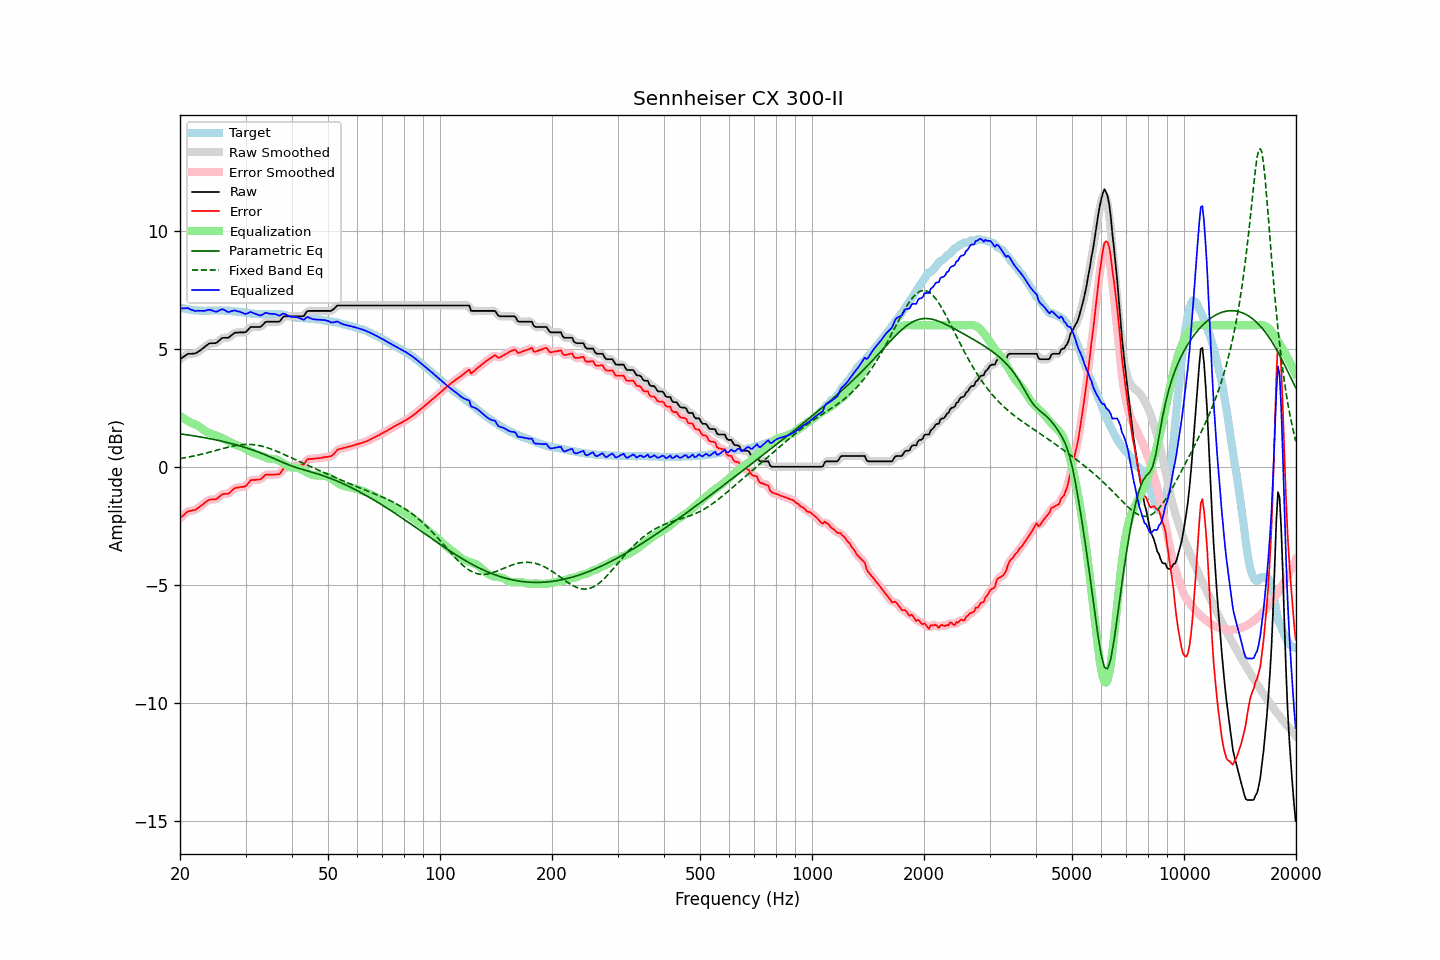 Sennheiser CX 300-II
Target
Raw Smoothed
Error Smoothed
Raw
Error
Equalization
Parametric Eq
Fixed Band Eq
Equalized
10
5
0
−5
−10
−15
Amplitude (dBr)
20 50 100 200 500 1000 2000 5000 10000 20000
Frequency (Hz)